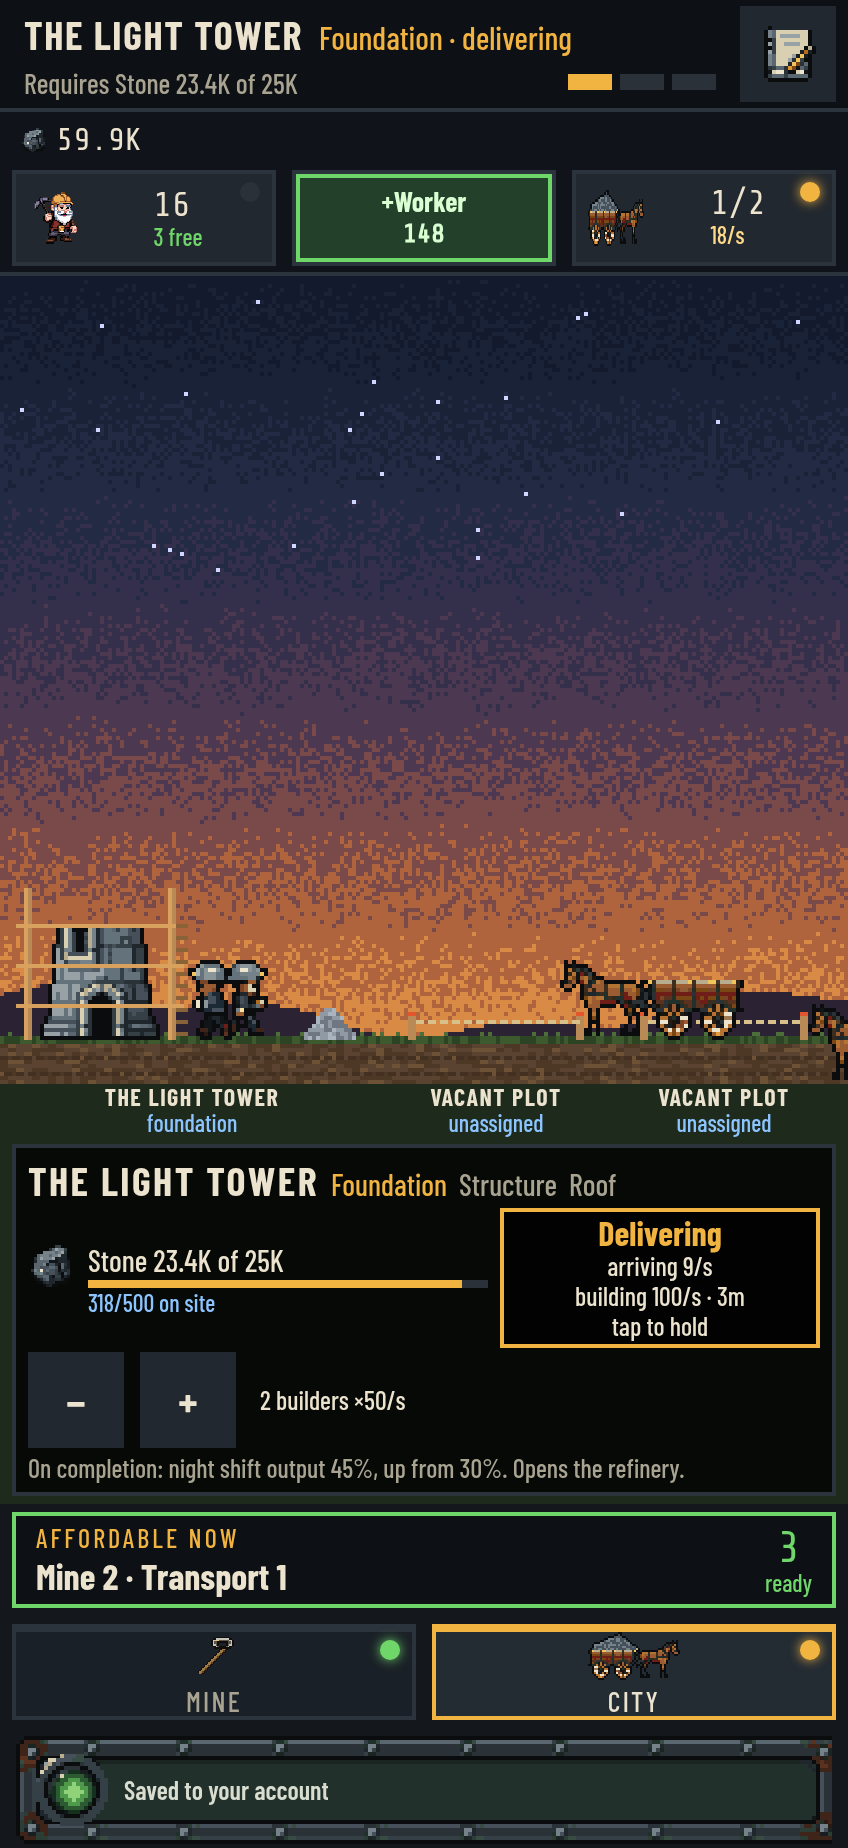 THE LIGHT TOWER Foundation · delivering
Requires Stone 23.4K of 25K
59.9K
16
3 free
+Worker
148
1/2
18/s
THE LIGHT TOWER
foundation
VACANT PLOT
unassigned
VACANT PLOT
unassigned
THE LIGHT TOWER Foundation Structure Roof
Stone 23.4K of 25K
318/500 on site
Delivering
arriving 9/s
building 100/s · 3m
tap to hold
− + 2 builders ×50/s
On completion: night shift output 45%, up from 30%. Opens the refinery.
AFFORDABLE NOW
Mine 2 · Transport 1
3
ready
MINE
CITY
Saved to your account